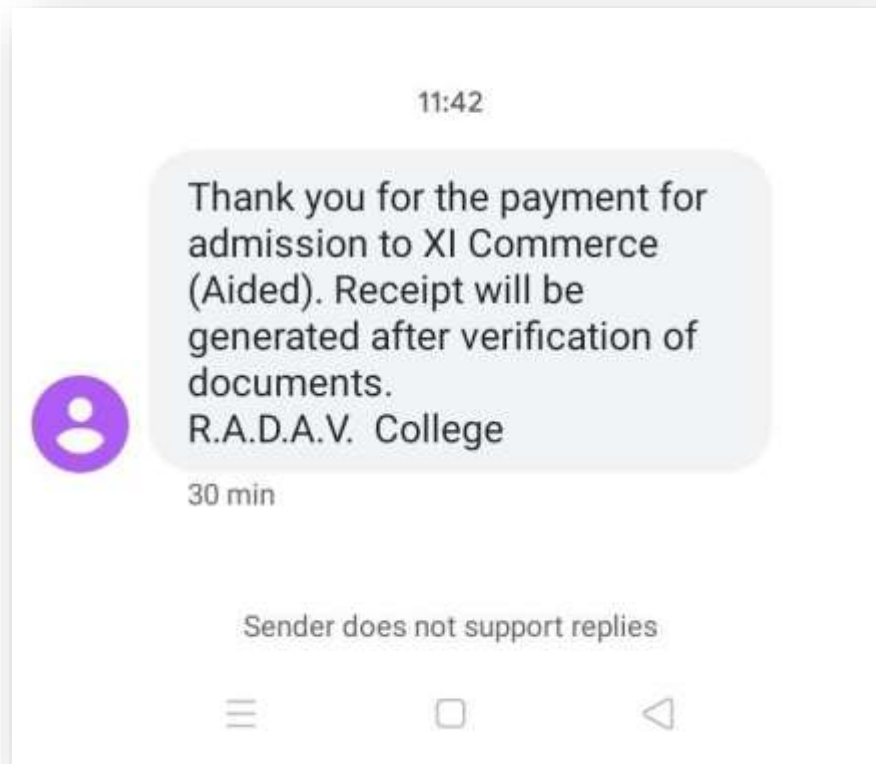 11:42
Thank you for the payment for
admission to XI Commerce
(Aided). Receipt will be
generated after verification of
documents.
R.A.D.A.V.  College
30 min
Sender does not support replies